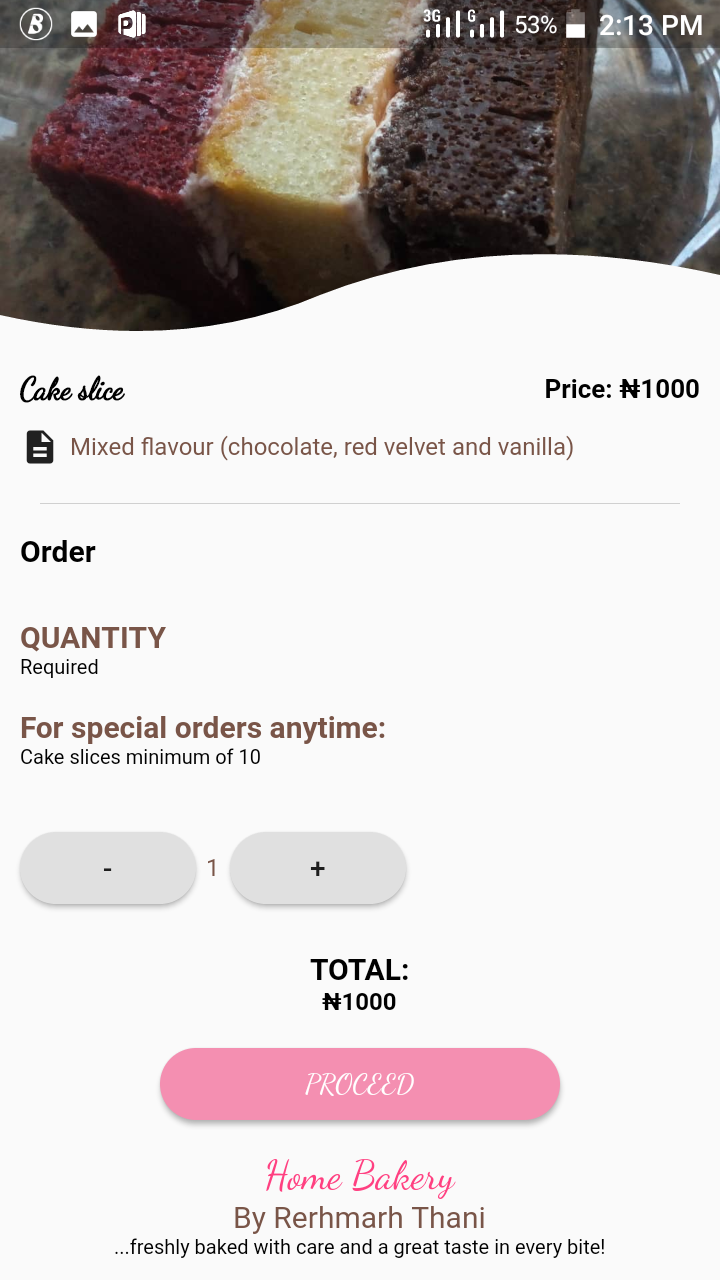 3G G 53% 2:13 PM
Cake slice Price: ₦1000
Mixed flavour (chocolate, red velvet and vanilla)
Order
QUANTITY
Required
For special orders anytime:
Cake slices minimum of 10
- 1 +
TOTAL:
₦1000
PROCEED
Home Bakery
By Rerhmarh Thani
...freshly baked with care and a great taste in every bite!